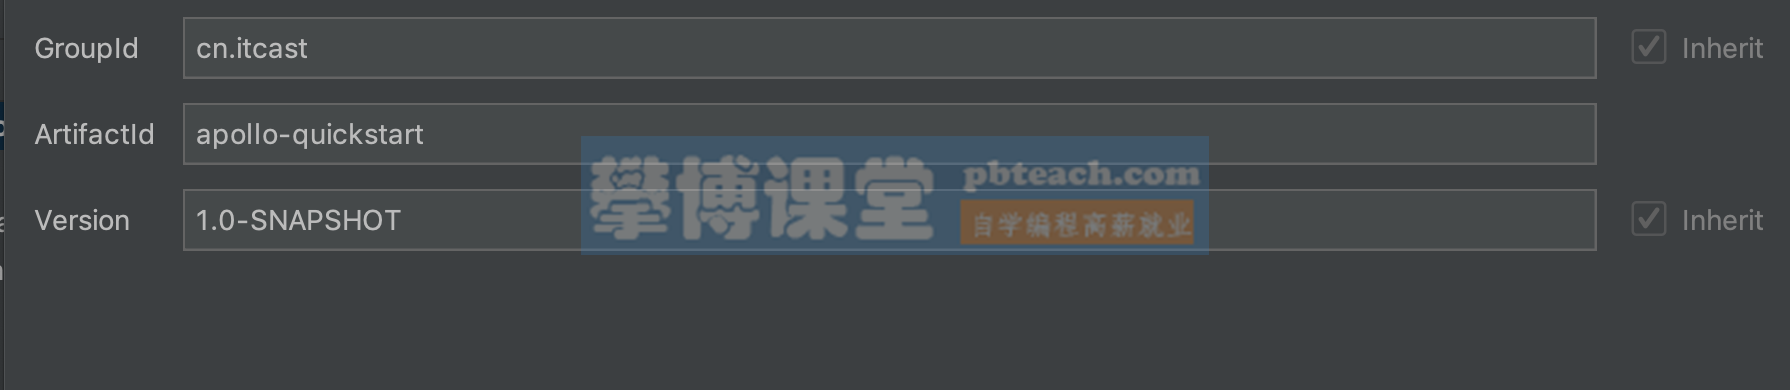 GroupId cn.itcast Inherit
ArtifactId apollo-quickstart
Version 1.0-SNAPSHOT Inherit
攀博课堂 pbteach.com
自学编程高薪就业